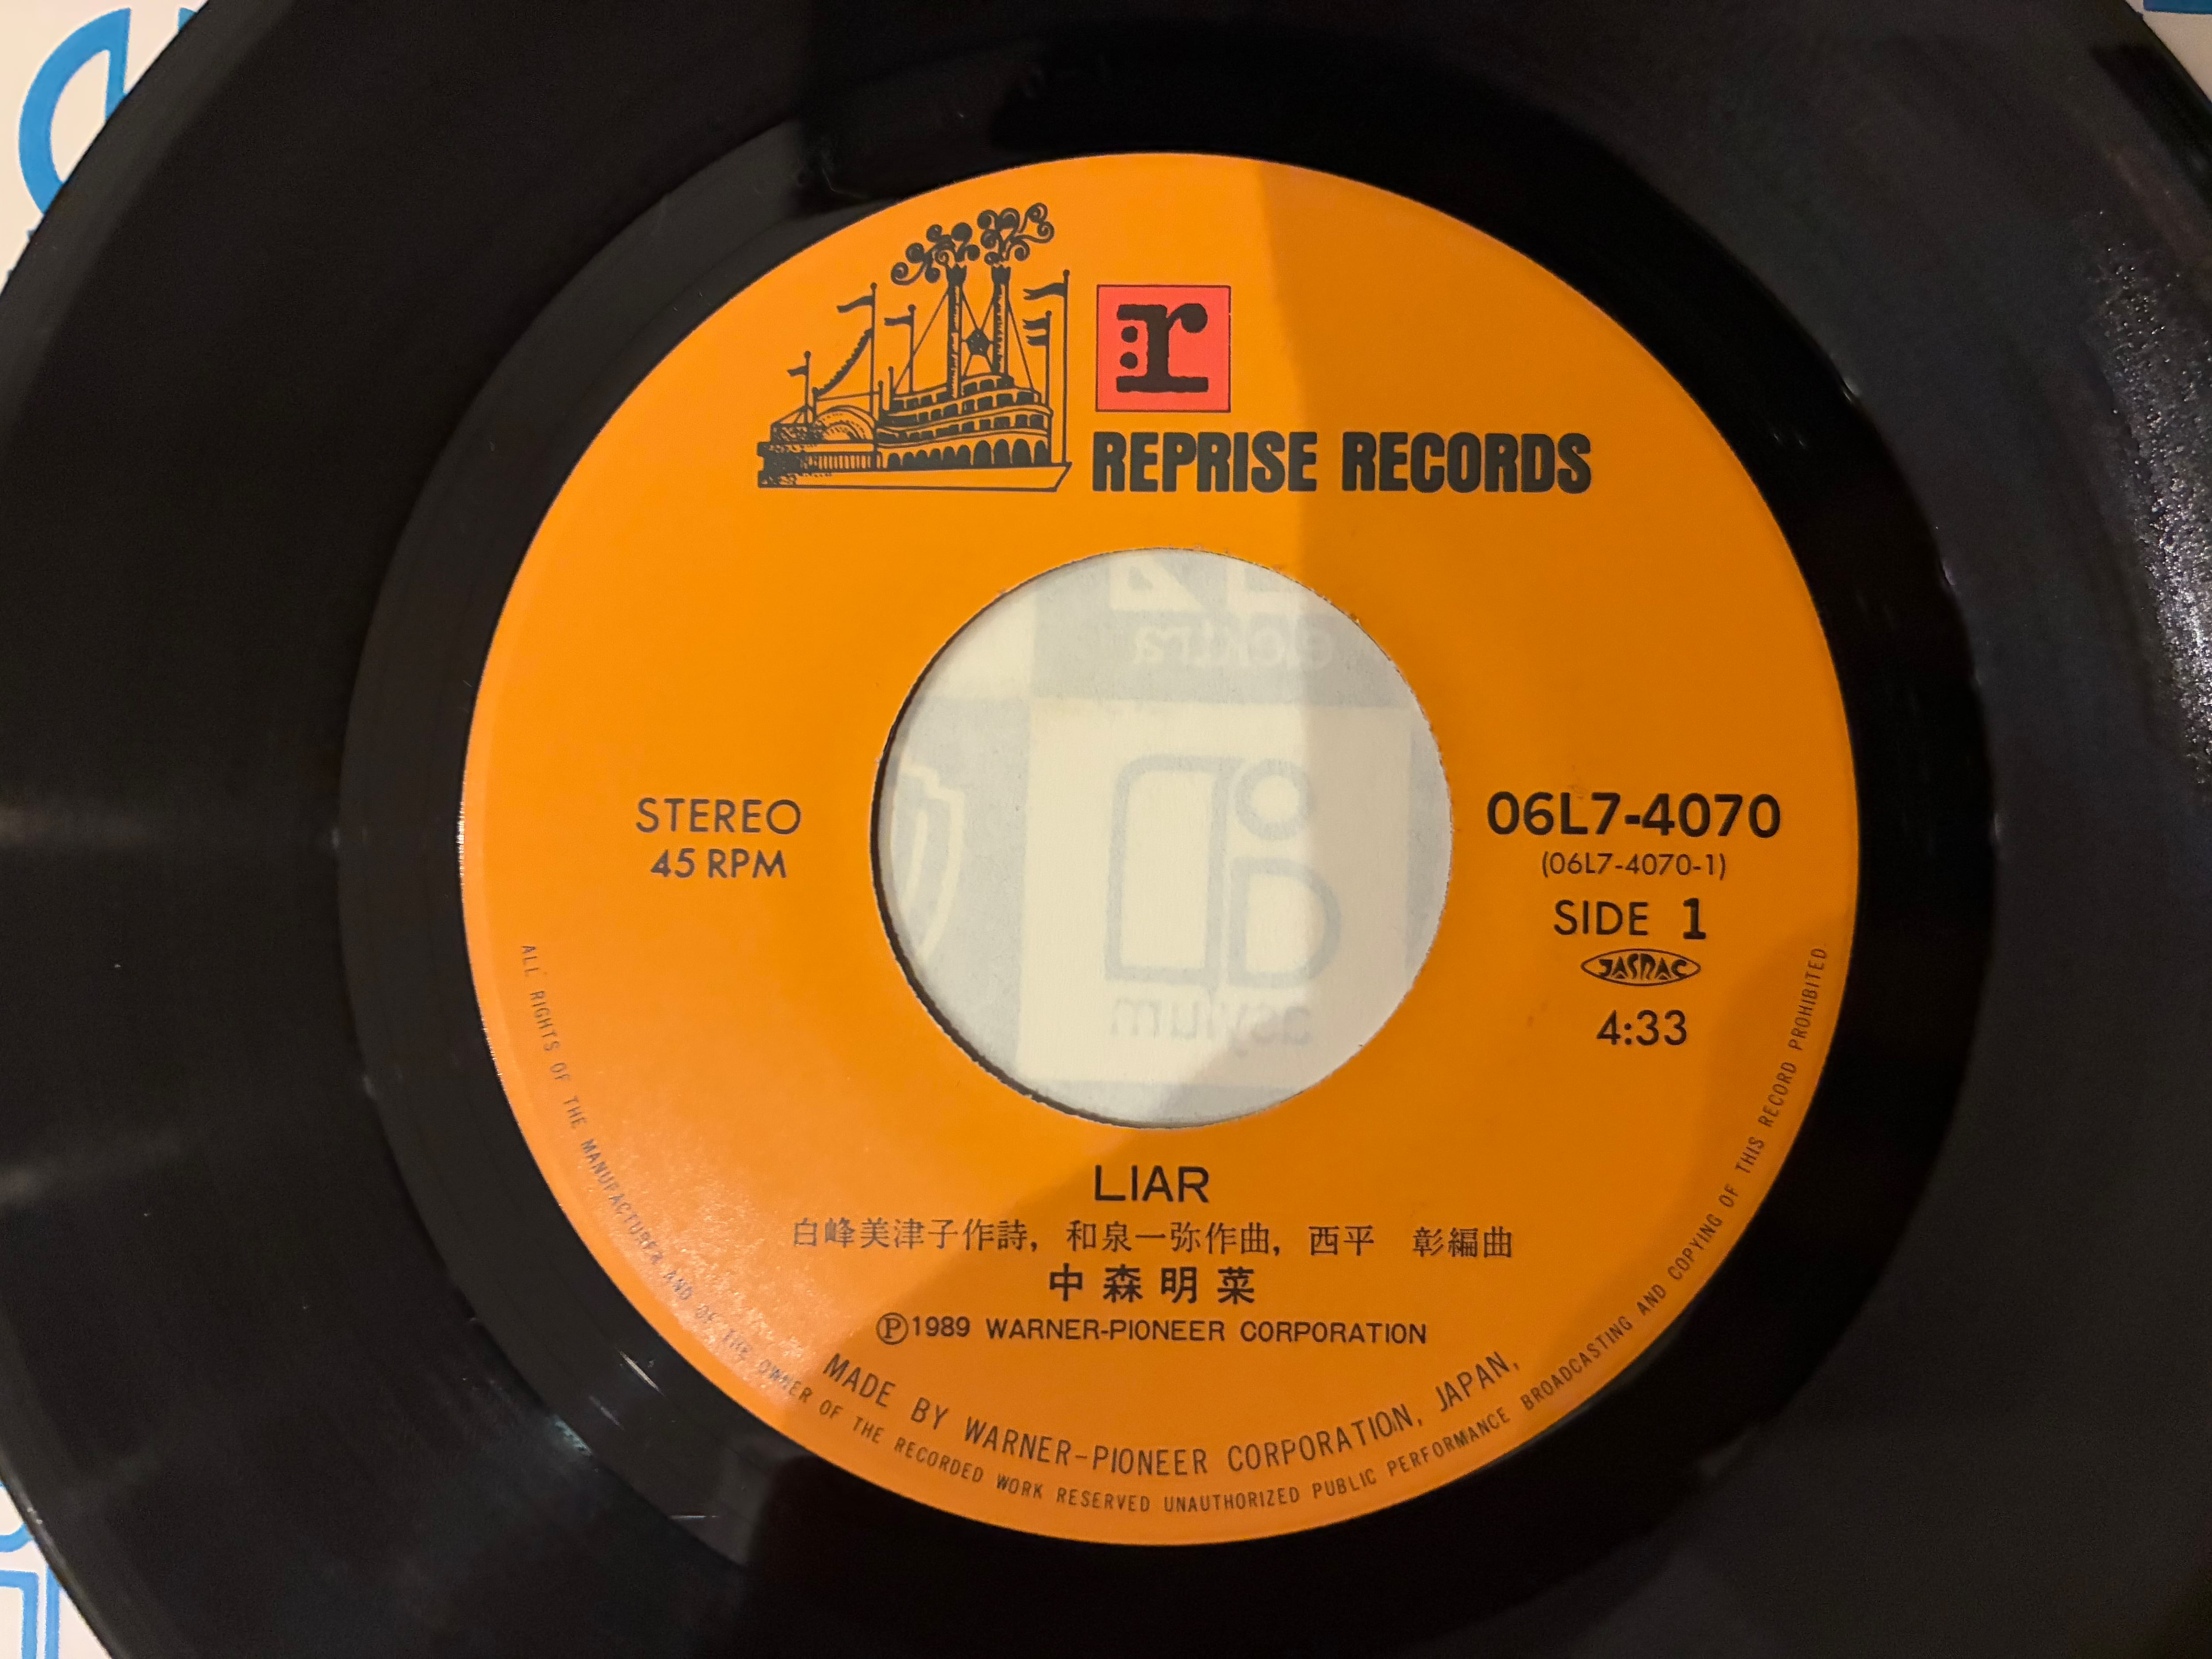 r
REPRISE RECORDS
STEREO
45 RPM
06L7-4070
(06L7-4070-1)
SIDE 1
JASRAC
4:33
elektra
asylum
LIAR
白峰美津子作詩, 和泉一弥作曲, 西平 彰編曲
中森明菜
Ⓟ1989 WARNER-PIONEER CORPORATION
MADE BY WARNER-PIONEER CORPORATION, JAPAN,
ALL RIGHTS OF THE MANUFACTURER AND OF THE OWNER OF THE RECORDED WORK RESERVED UNAUTHORIZED PUBLIC PERFORMANCE BROADCASTING AND COPYING OF THIS RECORD PROHIBITED